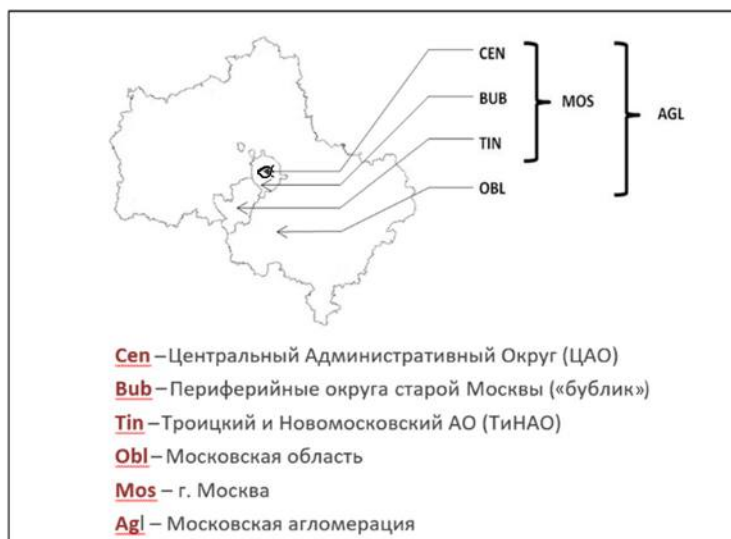 CEN
BUB
MOS
AGL
TIN
OBL
Cen – Центральный Административный Округ (ЦАО)
Bub – Периферийные округа старой Москвы («бублик»)
Tin – Троицкий и Новомосковский АО (ТиНАО)
Obl – Московская область
Mos – г. Москва
Agl – Московская агломерация